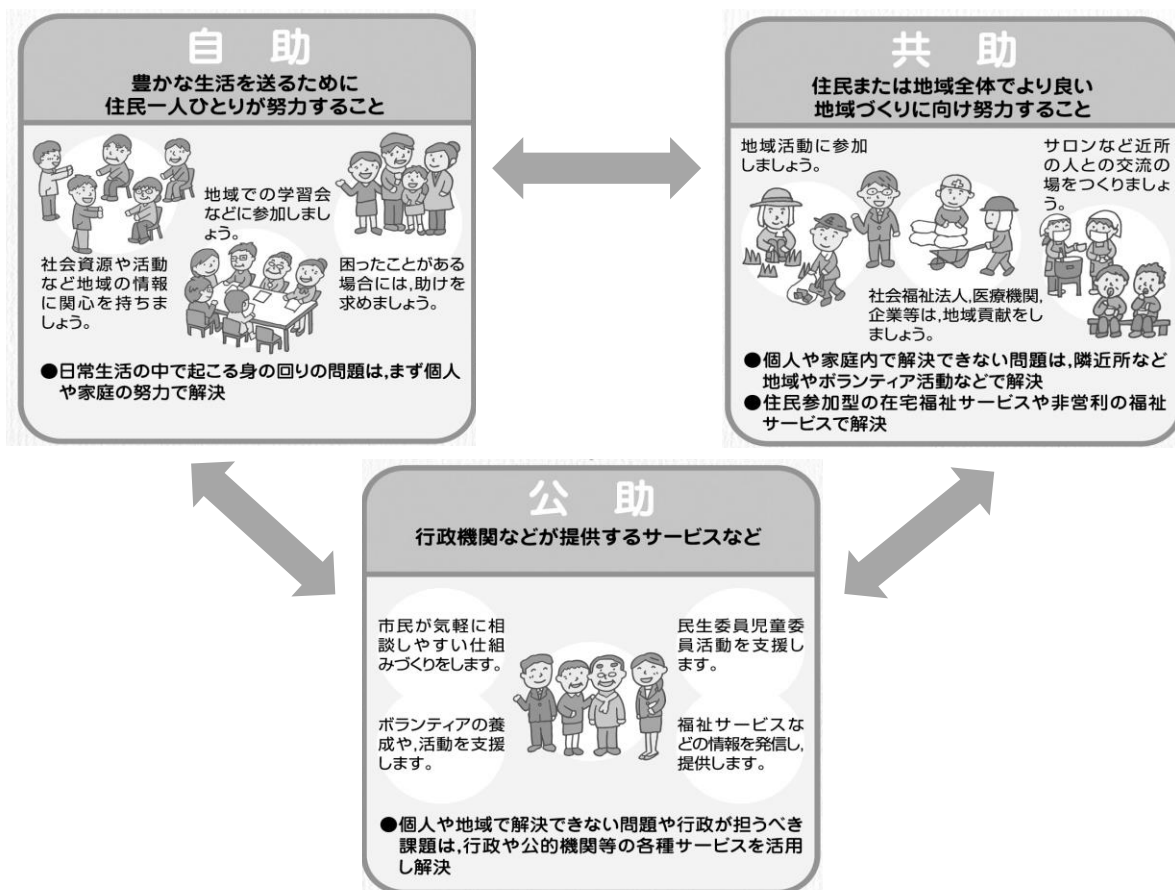 自 助
豊かな生活を送るために
住民一人ひとりが努力すること
地域での学習会
などに参加しまし
ょう。
社会資源や活動
など地域の情報
に関心を持ちま
しょう。
困ったことがある
場合には,助けを
求めましょう。
●日常生活の中で起こる身の回りの問題は,まず個人
や家庭の努力で解決
共 助
住民または地域全体でより良い
地域づくりに向け努力すること
地域活動に参加
しましょう。
サロンなど近所
の人との交流の
場をつくりましょ
う。
社会福祉法人,医療機関,
企業等は,地域貢献をし
ましょう。
●個人や家庭内で解決できない問題は,隣近所など
地域やボランティア活動などで解決
●住民参加型の在宅福祉サービスや非営利の福祉
サービスで解決
公 助
行政機関などが提供するサービスなど
市民が気軽に相
談しやすい仕組
みづくりをします。
民生委員児童委
員活動を支援し
ます。
ボランティアの養
成や,活動を支援
します。
福祉サービスな
どの情報を発信し,
提供します。
●個人や地域で解決できない問題や行政が担うべき
課題は,行政や公的機関等の各種サービスを活用
し解決